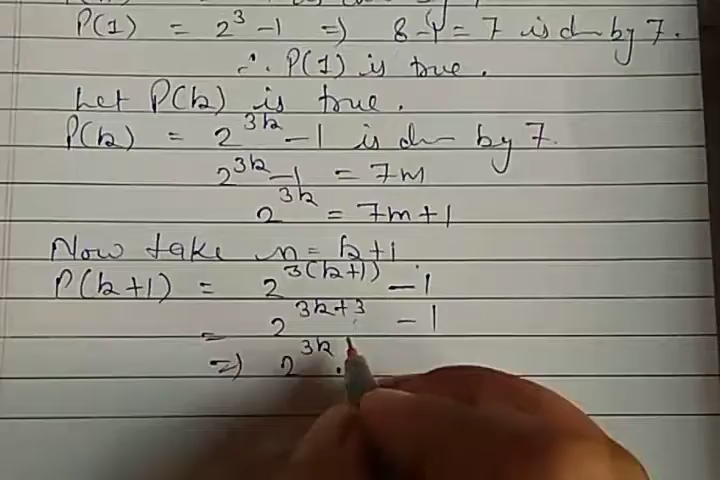 P(1) = 2³ - 1 => 8 - 1 = 7 is div by 7.
∴ P(1) is true.
Let P(k) is true.
P(k) = 2^{3k} - 1 is div by 7.
2^{3k} - 1 = 7m
2^{3k} = 7m + 1
Now take n = k + 1
P(k+1) = 2^{3(k+1)} - 1
= 2^{3k+3} - 1
=> 2^{3k} .